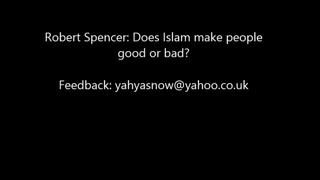 Robert Spencer: Does Islam make people
good or bad?
Feedback: yahyasnow@yahoo.co.uk